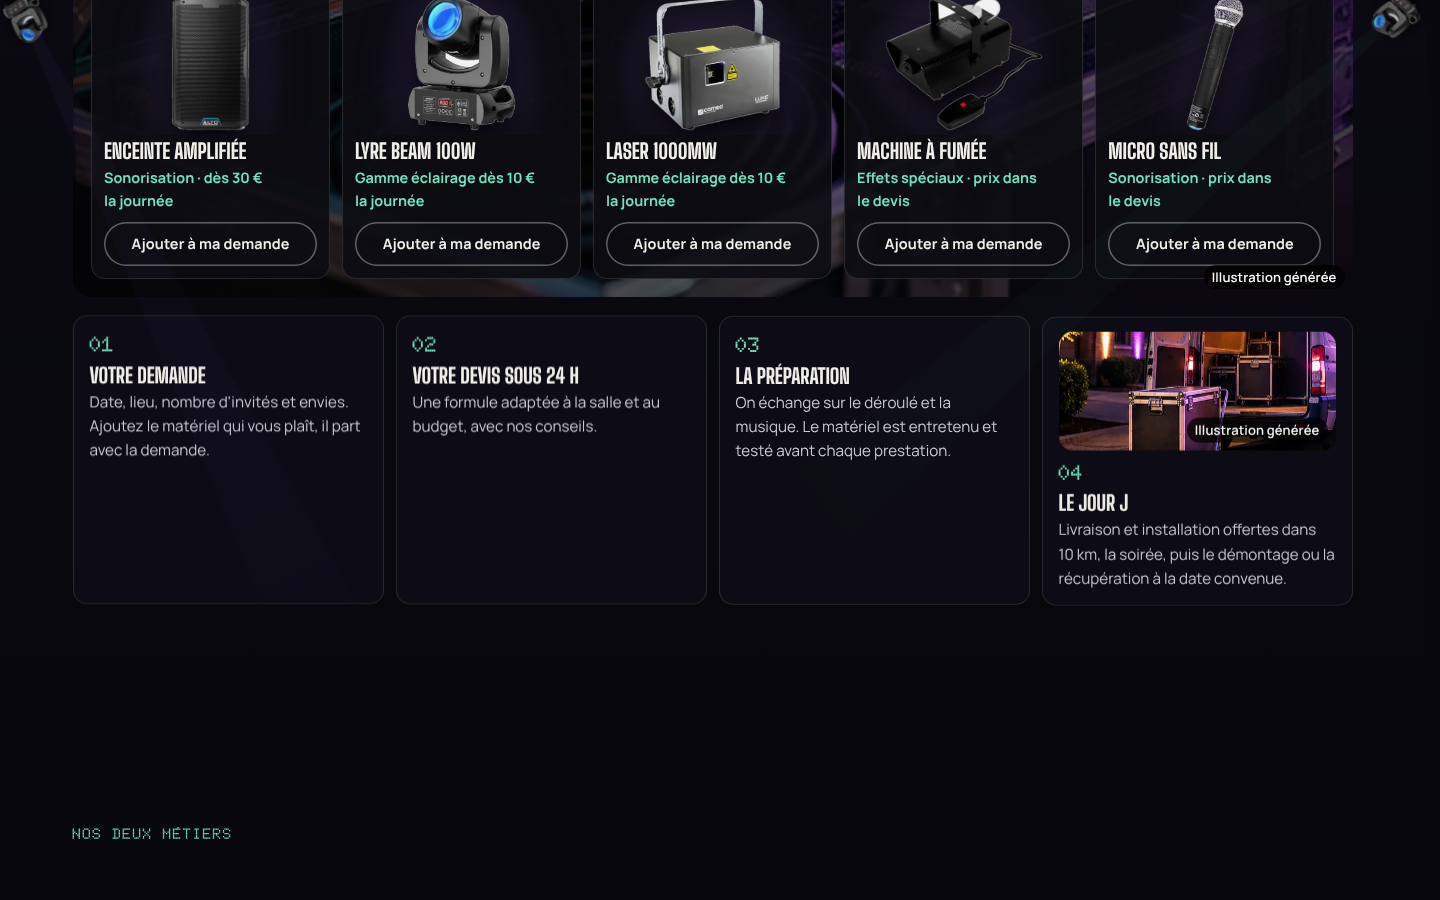 ENCEINTE AMPLIFIÉE
Sonorisation · dès 30 €
la journée
Ajouter à ma demande
LYRE BEAM 100W
Gamme éclairage dès 10 €
la journée
Ajouter à ma demande
LASER 1000MW
Gamme éclairage dès 10 €
la journée
Ajouter à ma demande
MACHINE À FUMÉE
Effets spéciaux · prix dans
le devis
Ajouter à ma demande
MICRO SANS FIL
Sonorisation · prix dans
le devis
Ajouter à ma demande
Illustration générée
01
VOTRE DEMANDE
Date, lieu, nombre d'invités et envies.
Ajoutez le matériel qui vous plaît, il part
avec la demande.
02
VOTRE DEVIS SOUS 24 H
Une formule adaptée à la salle et au
budget, avec nos conseils.
03
LA PRÉPARATION
On échange sur le déroulé et la
musique. Le matériel est entretenu et
testé avant chaque prestation.
Illustration générée
04
LE JOUR J
Livraison et installation offertes dans
10 km, la soirée, puis le démontage ou la
récupération à la date convenue.
NOS DEUX MÉTIERS